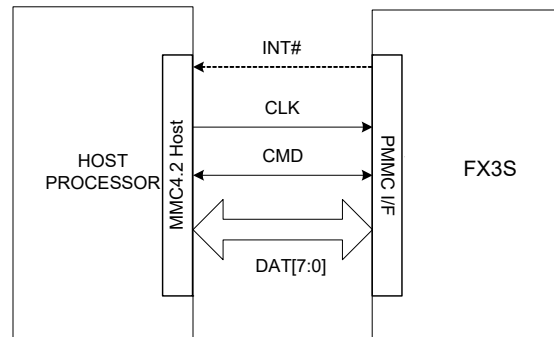 INT#
CLK
CMD
DAT[7:0]
HOST
PROCESSOR
MMC4.2 Host
PMMC I/F
FX3S